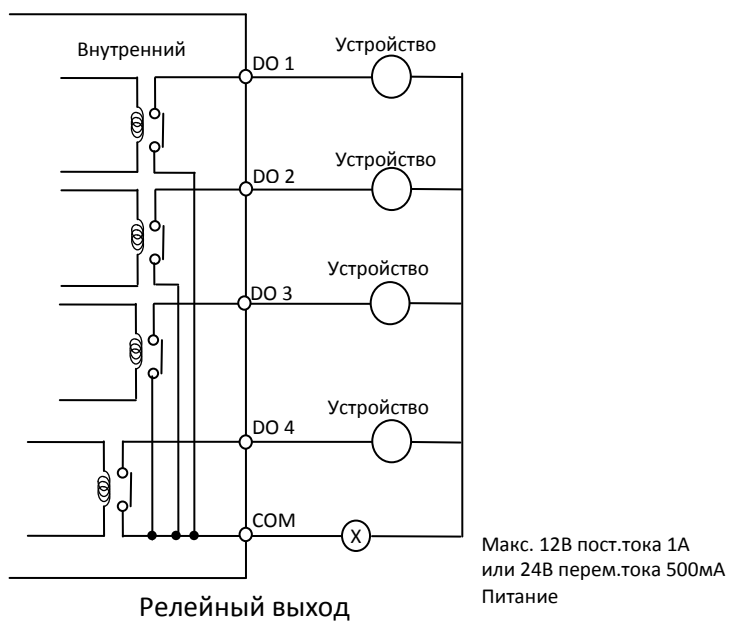 Внутренний
Устройство
DO 1
Устройство
DO 2
Устройство
DO 3
Устройство
DO 4
COM
X
Макс. 12В пост.тока 1А
или 24В перем.тока 500мА
Питание
Релейный выход